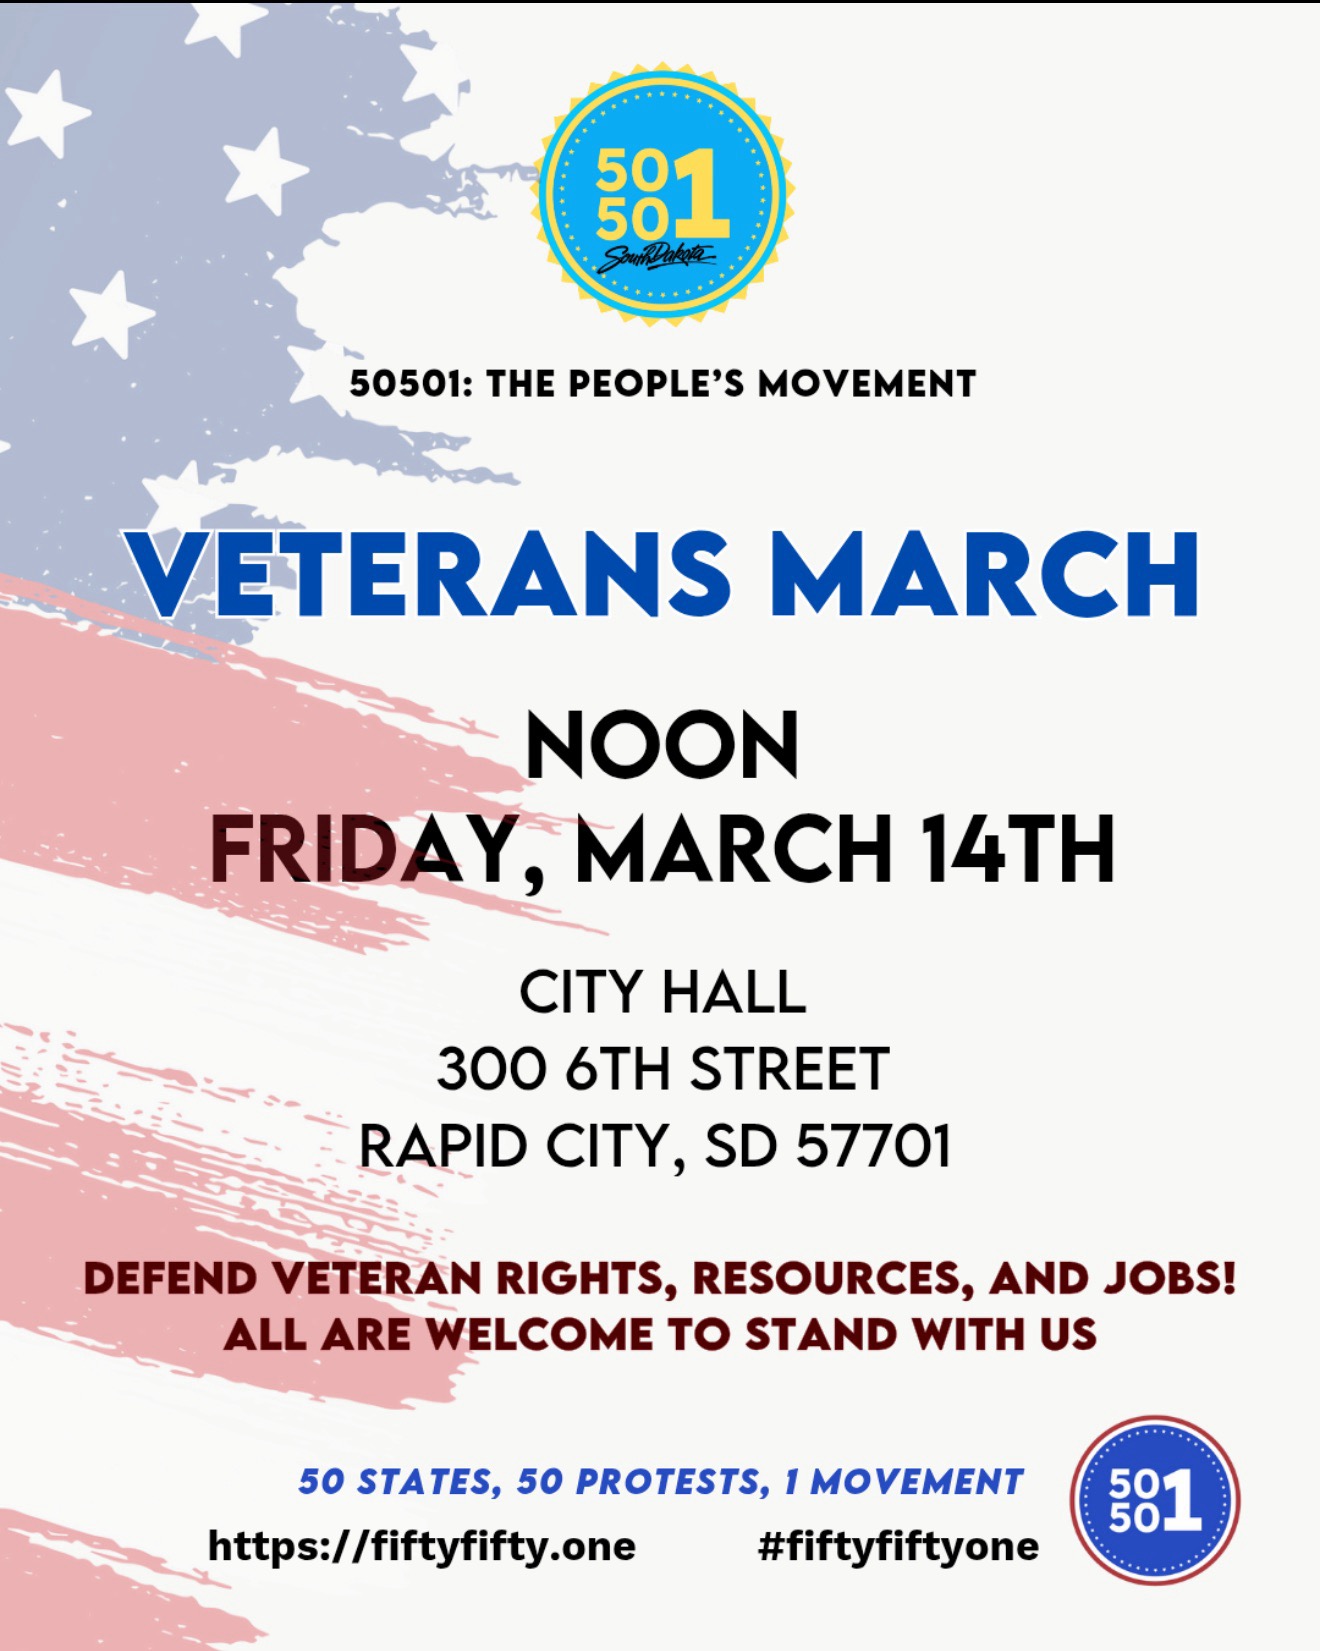 50
50
1
South Dakota
50501: THE PEOPLE'S MOVEMENT
VETERANS MARCH
NOON
FRIDAY, MARCH 14TH
CITY HALL
300 6TH STREET
RAPID CITY, SD 57701
DEFEND VETERAN RIGHTS, RESOURCES, AND JOBS!
ALL ARE WELCOME TO STAND WITH US
50 STATES, 50 PROTESTS, 1 MOVEMENT
https://fiftyfifty.one #fiftyfiftyone
50
50
1